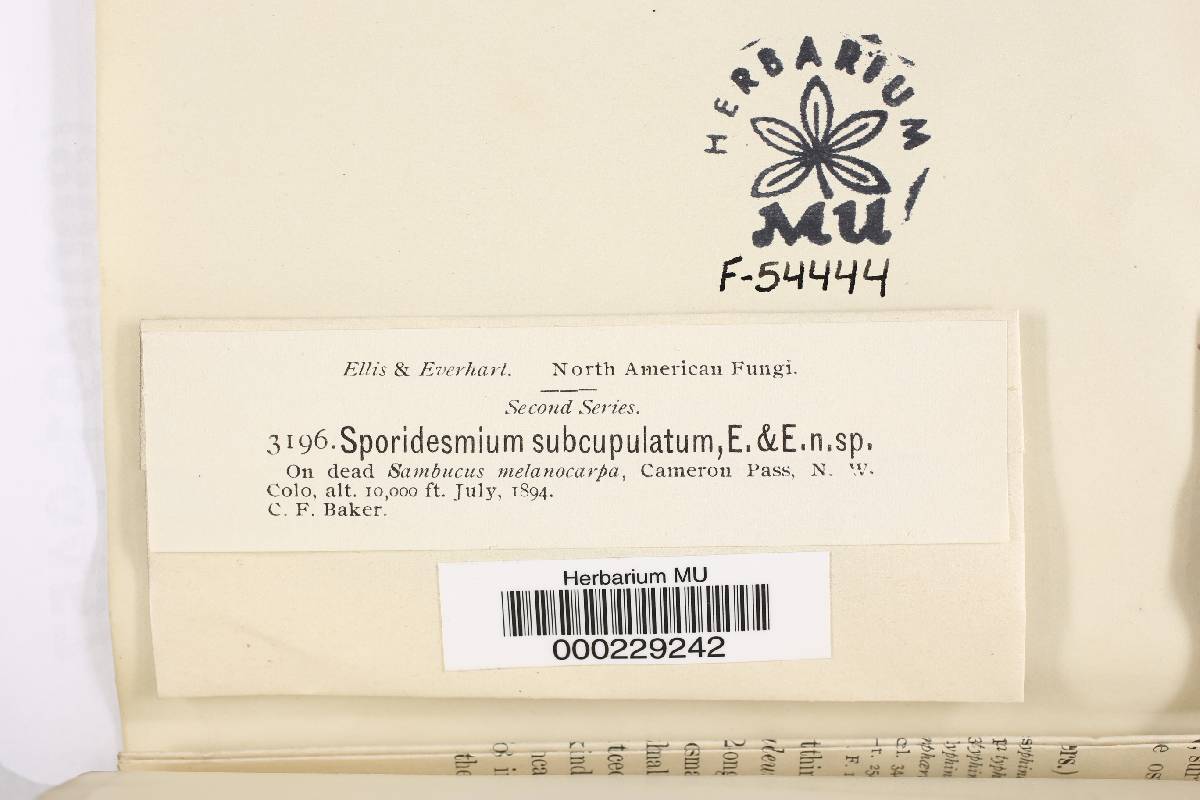 HERBARIUM
MU
F-54444
Ellis & Everhart. North American Fungi.
Second Series.
3196. Sporidesmium subcupulatum, E. & E. n. sp.
On dead Sambucus melanocarpa, Cameron Pass, N. W.
Colo, alt. 10,000 ft. July, 1894.
C. F. Baker.
Herbarium MU
000229242